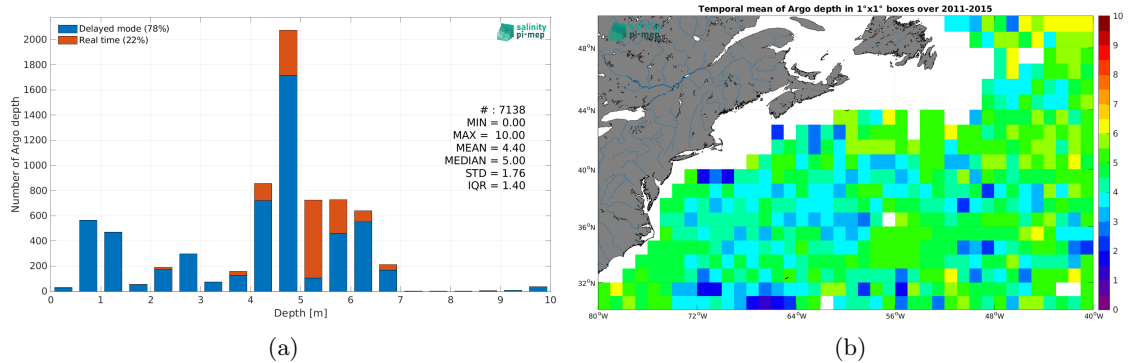 Delayed mode (78%)
Real time (22%)
salinity
pi-mep
2000
1800
1600
1400
1200
1000
800
600
400
200
0
Number of Argo depth
# : 7138
MIN = 0.00
MAX = 10.00
MEAN = 4.40
MEDIAN = 5.00
STD = 1.76
IQR = 1.40
0 1 2 3 4 5 6 7 8 9 10
Depth [m]
(a)
Temporal mean of Argo depth in 1°x1° boxes over 2011-2015
salinity
pi-mep
48°N
44°N
40°N
36°N
32°N
80°W 72°W 64°W 56°W 48°W 40°W
10
9
8
7
6
5
4
3
2
1
0
(b)